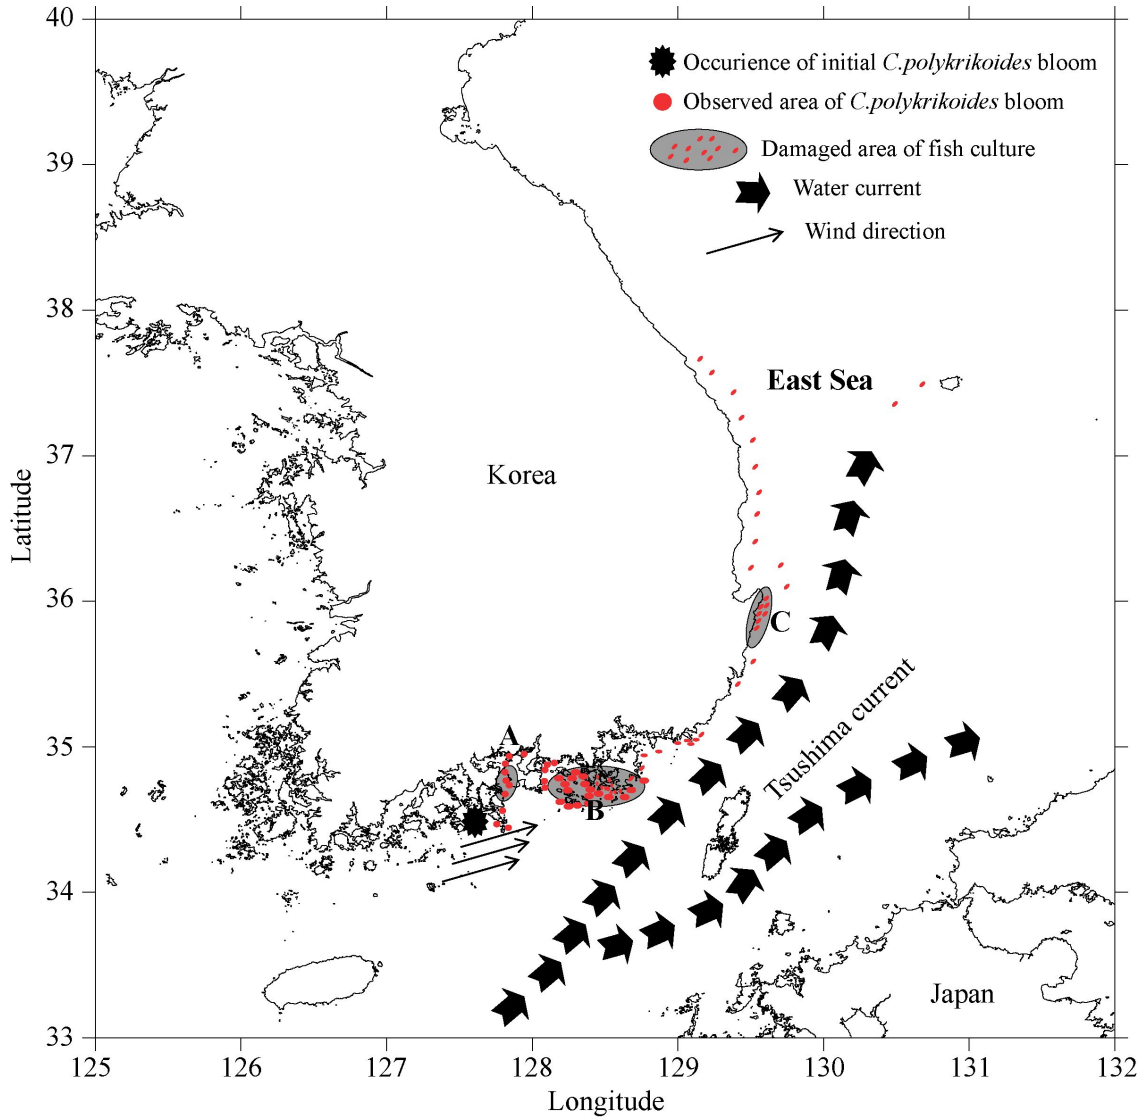 40
39
38
37
36
35
34
33
Latitude
Occurience of initial C.polykrikoides bloom
Observed area of C.polykrikoides bloom
Damaged area of fish culture
Water current
Wind direction
East Sea
Korea
C
Tsushima current
A
B
Japan
125 126 127 128 129 130 131 132
Longitude